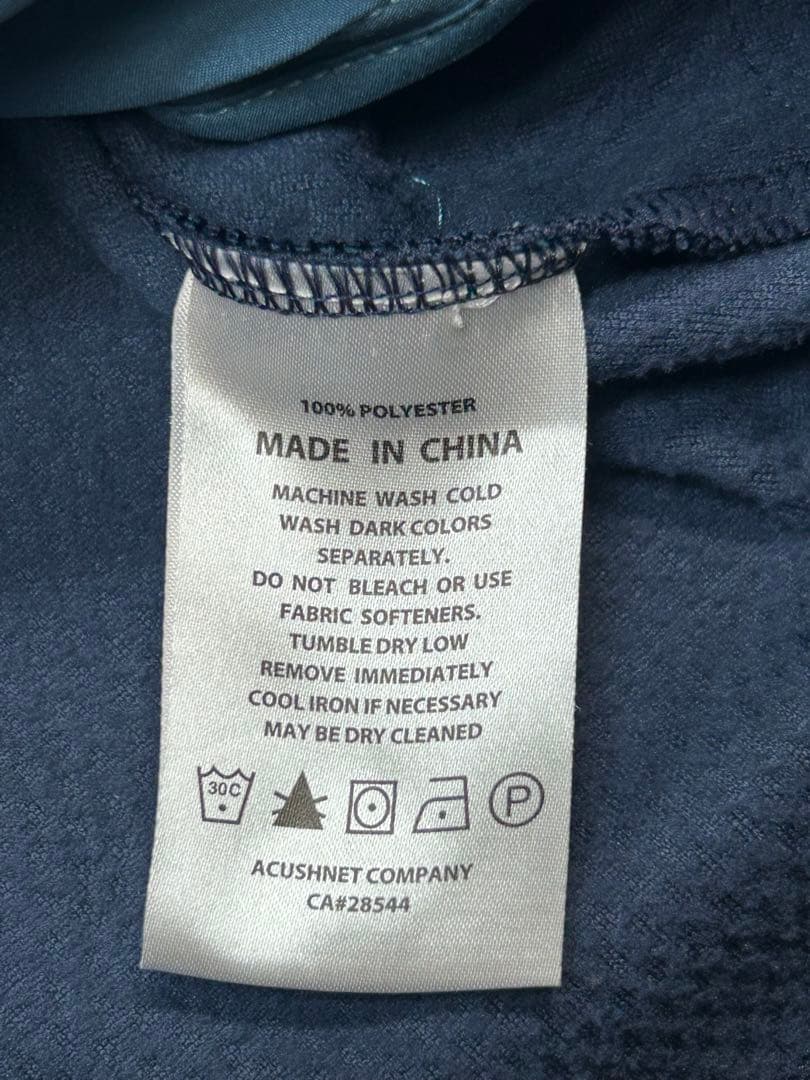 100% POLYESTER
MADE IN CHINA
MACHINE WASH COLD
WASH DARK COLORS
SEPARATELY.
DO NOT BLEACH OR USE
FABRIC SOFTENERS.
TUMBLE DRY LOW
REMOVE IMMEDIATELY
COOL IRON IF NECESSARY
MAY BE DRY CLEANED
30C P
ACUSHNET COMPANY
CA#28544